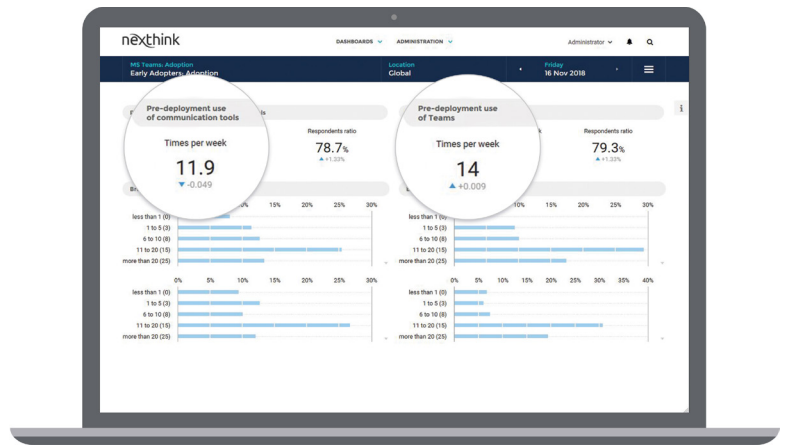 nexthink
DASHBOARDS
ADMINISTRATION
Administrator
MS Teams: Adoption
Early Adopters: Adoption
Location
Global
Friday
16 Nov 2018
Pre-deployment use
of communication tools
Times per week
11.9
-0.049
Respondents ratio
78.7%
+1.33%
Pre-deployment use
of Teams
Times per week
14
+0.009
Respondents ratio
79.3%
+1.33%
i
15% 20% 25% 30%
less than 1 (0)
1 to 5 (3)
6 to 10 (8)
11 to 20 (15)
more than 20 (25)
10% 15% 20% 25% 30%
less than 1 (0)
1 to 5 (3)
6 to 10 (8)
11 to 20 (15)
more than 20 (25)
0% 5% 10% 15% 20% 25% 30%
less than 1 (0)
1 to 5 (3)
6 to 10 (8)
11 to 20 (15)
more than 20 (25)
0% 5% 10% 15% 20% 25% 30% 35% 40%
less than 1 (0)
1 to 5 (3)
6 to 10 (8)
11 to 20 (15)
more than 20 (25)